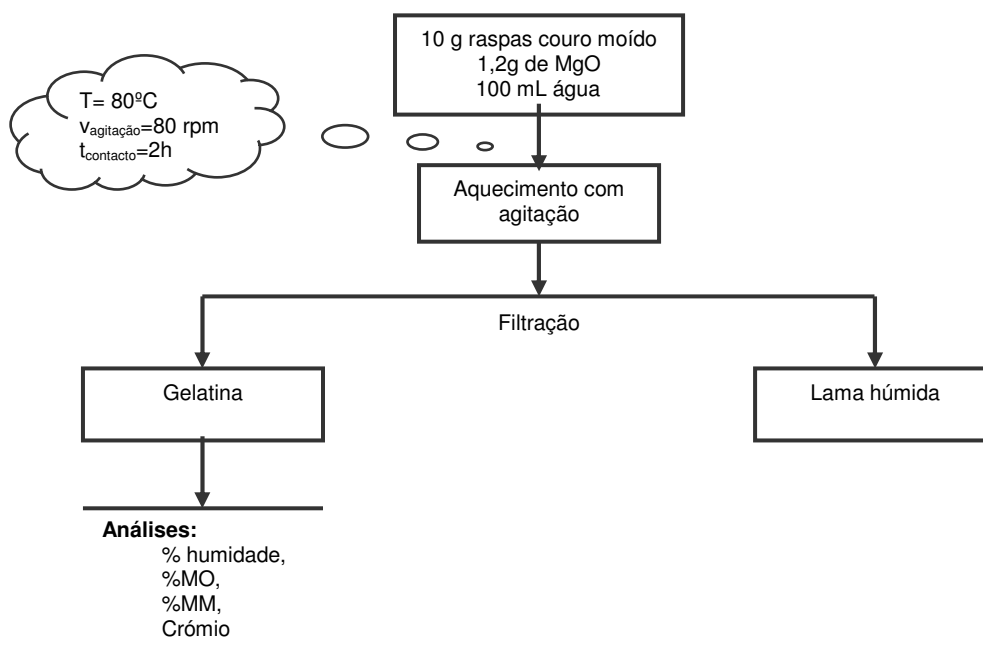 10 g raspas couro moído
1,2g de MgO
100 mL água
T= 80ºC
vagitação=80 rpm
tcontacto=2h
Aquecimento com
agitação
Filtração
Gelatina
Lama húmida
Análises:
% humidade,
%MO,
%MM,
Crómio